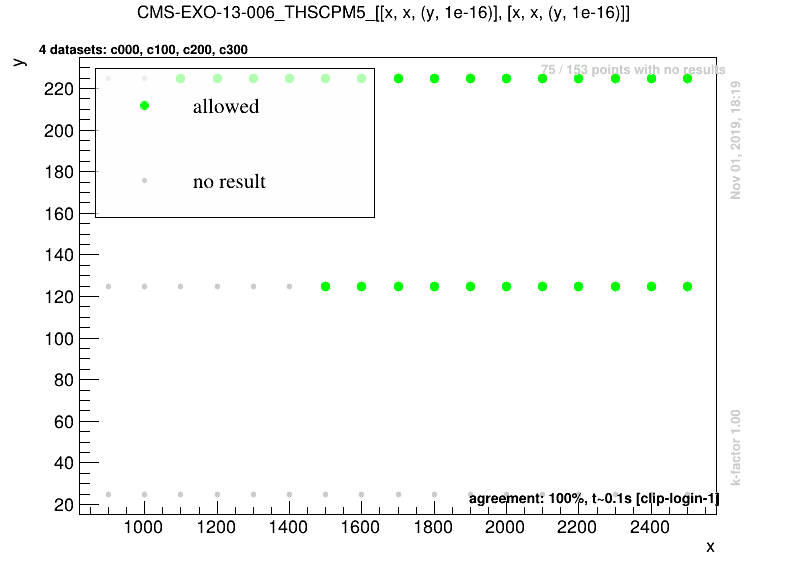 CMS-EXO-13-006_THSCPM5_[[x, x, (y, 1e-16)], [x, x, (y, 1e-16)]]
4 datasets: c000, c100, c200, c300
y
75 / 153 points with no results
220
200
180
160
140
120
100
80
60
40
20
allowed
no result
Nov 01, 2019, 18:19
k-factor 1.00
agreement: 100%, t~0.1s [clip-login-1]
1000 1200 1400 1600 1800 2000 2200 2400
x